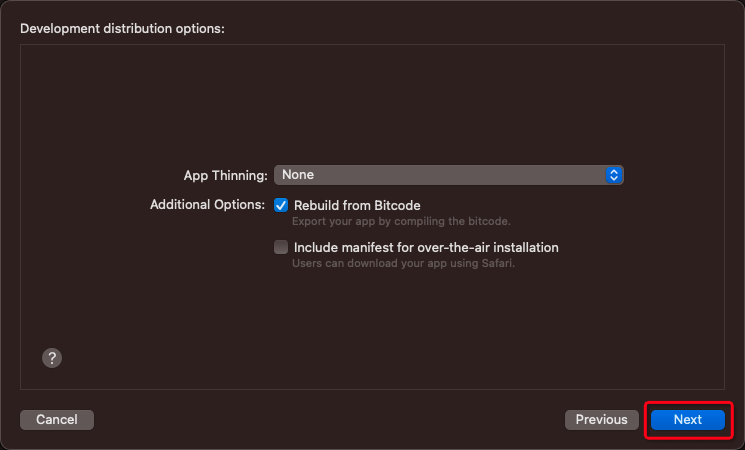 Development distribution options:
App Thinning: None
Additional Options: Rebuild from Bitcode
Export your app by compiling the bitcode.
Include manifest for over-the-air installation
Users can download your app using Safari.
?
Cancel Previous Next